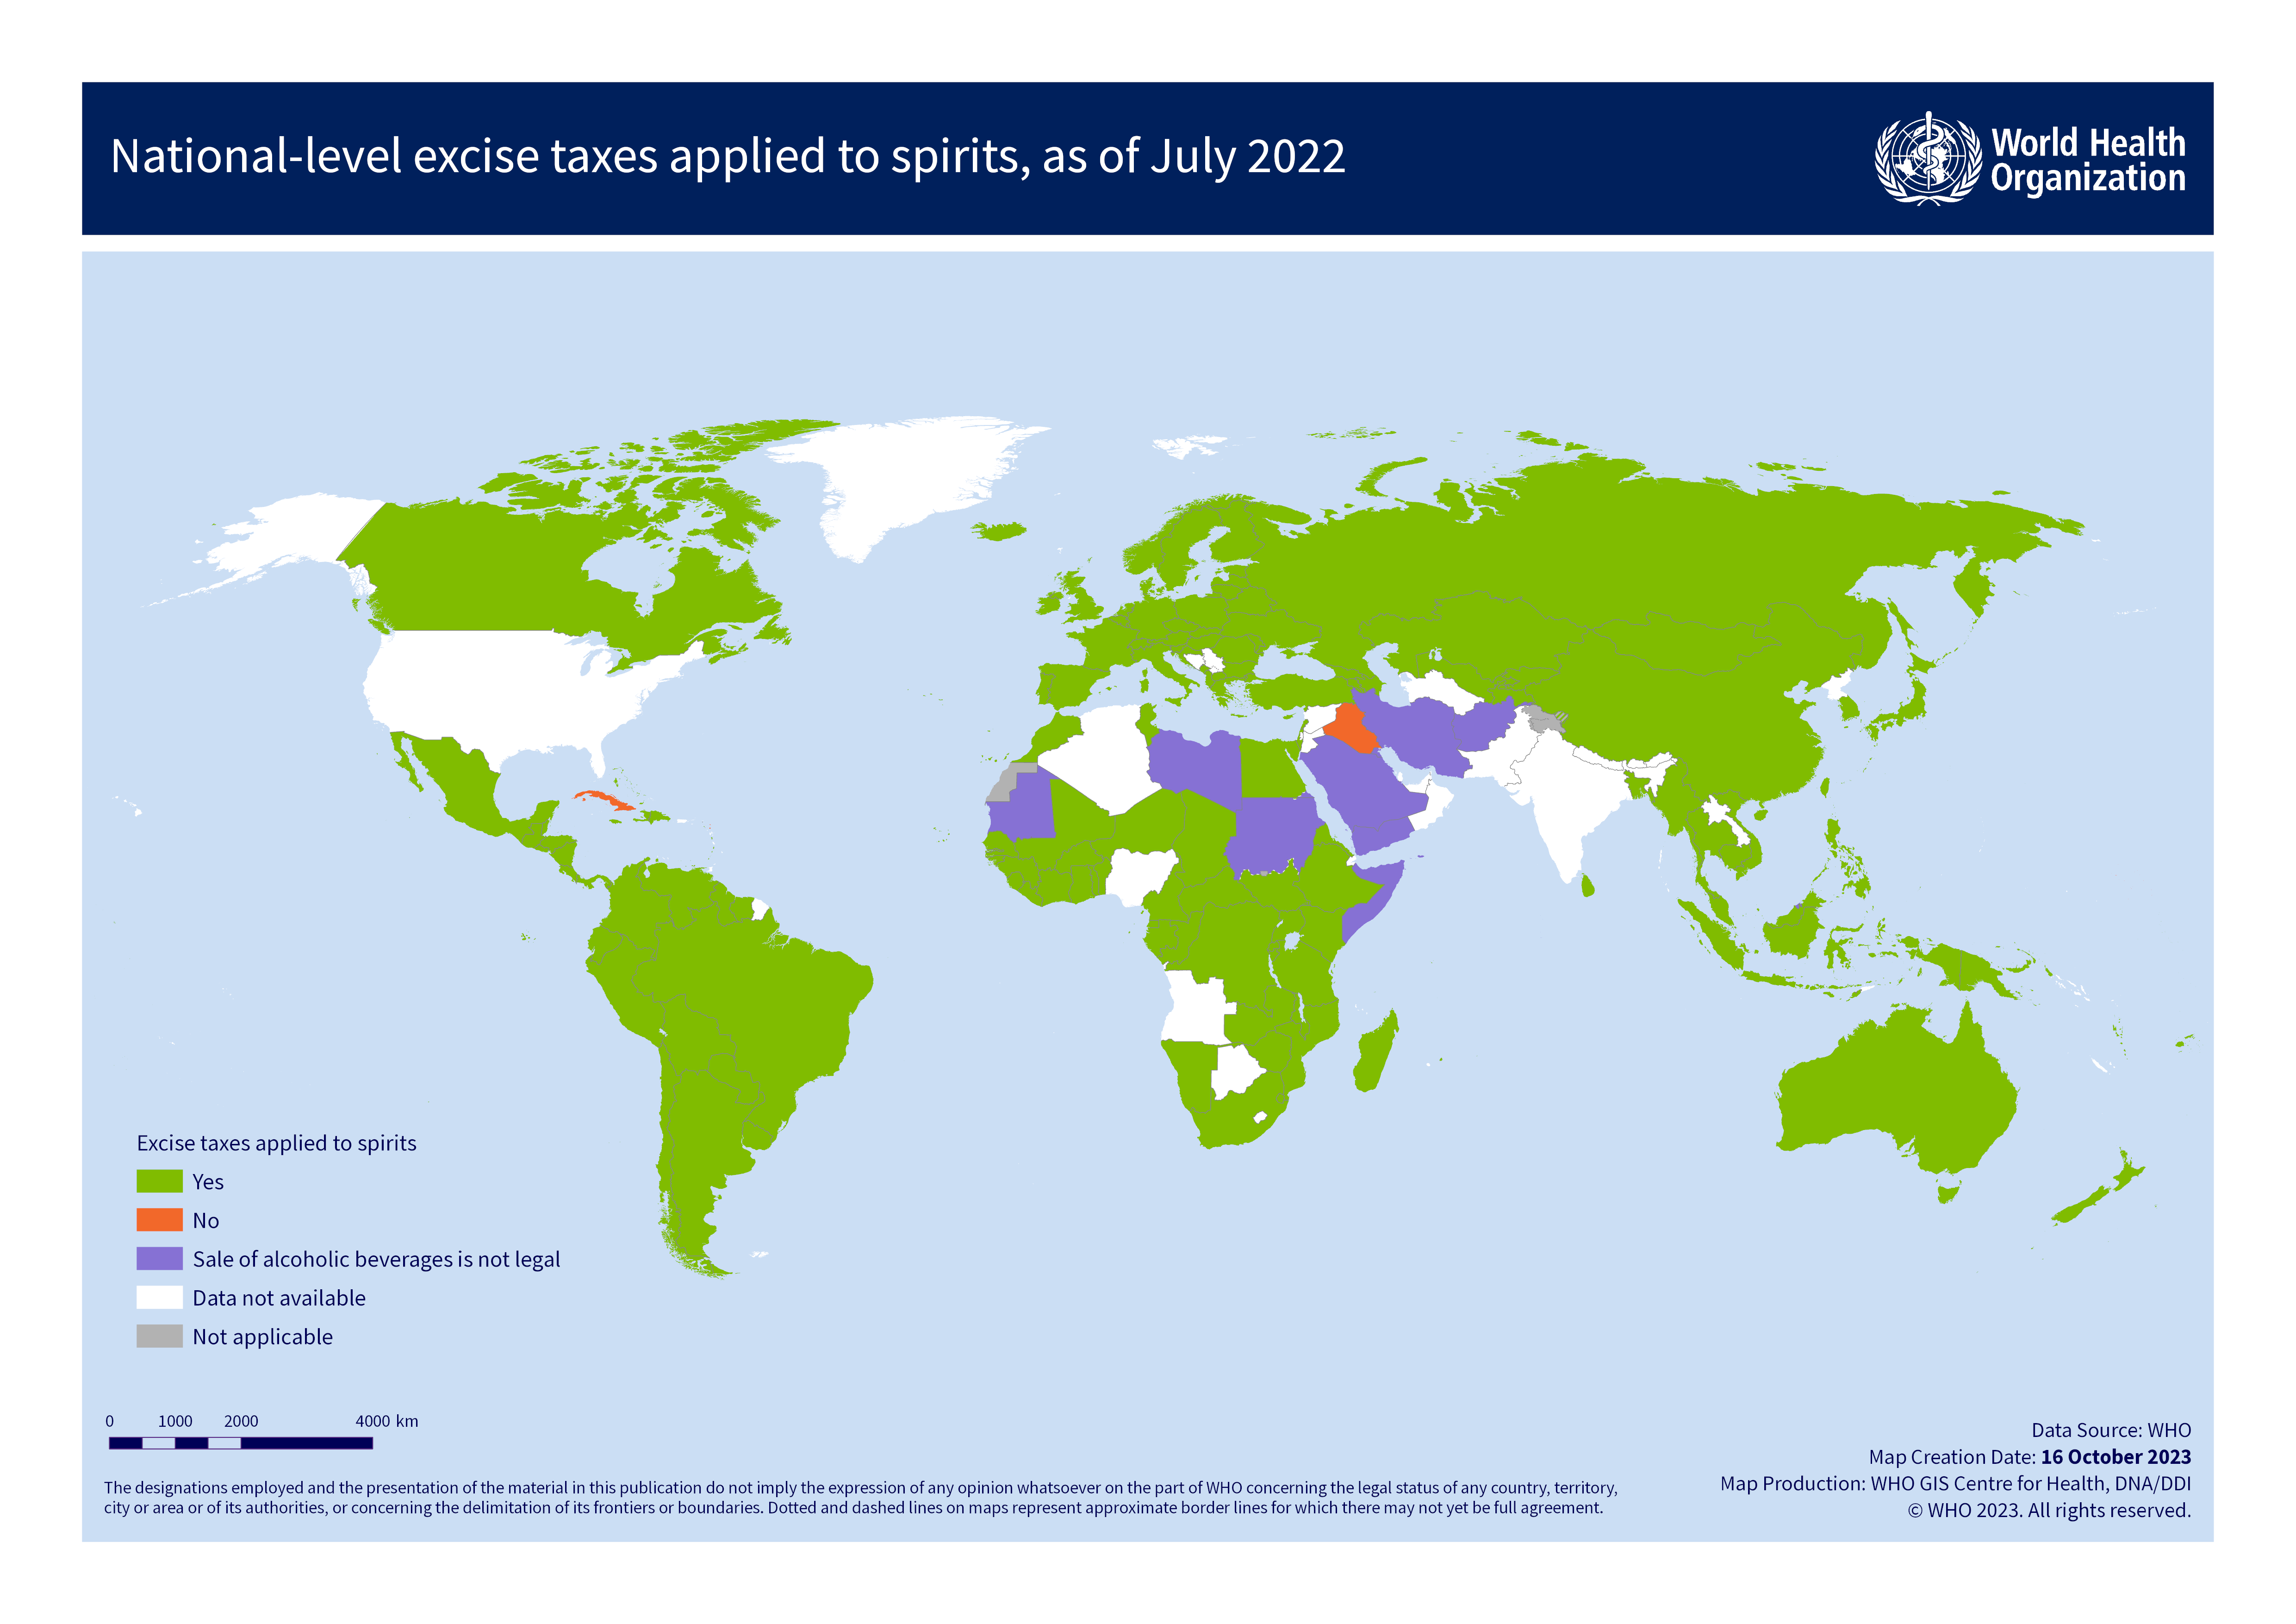 National-level excise taxes applied to spirits, as of July 2022
World Health
Organization
Excise taxes applied to spirits
Yes
No
Sale of alcoholic beverages is not legal
Data not available
Not applicable
0 1000 2000 4000 km
Data Source: WHO
Map Creation Date: 16 October 2023
Map Production: WHO GIS Centre for Health, DNA/DDI
© WHO 2023. All rights reserved.
The designations employed and the presentation of the material in this publication do not imply the expression of any opinion whatsoever on the part of WHO concerning the legal status of any country, territory,
city or area or of its authorities, or concerning the delimitation of its frontiers or boundaries. Dotted and dashed lines on maps represent approximate border lines for which there may not yet be full agreement.